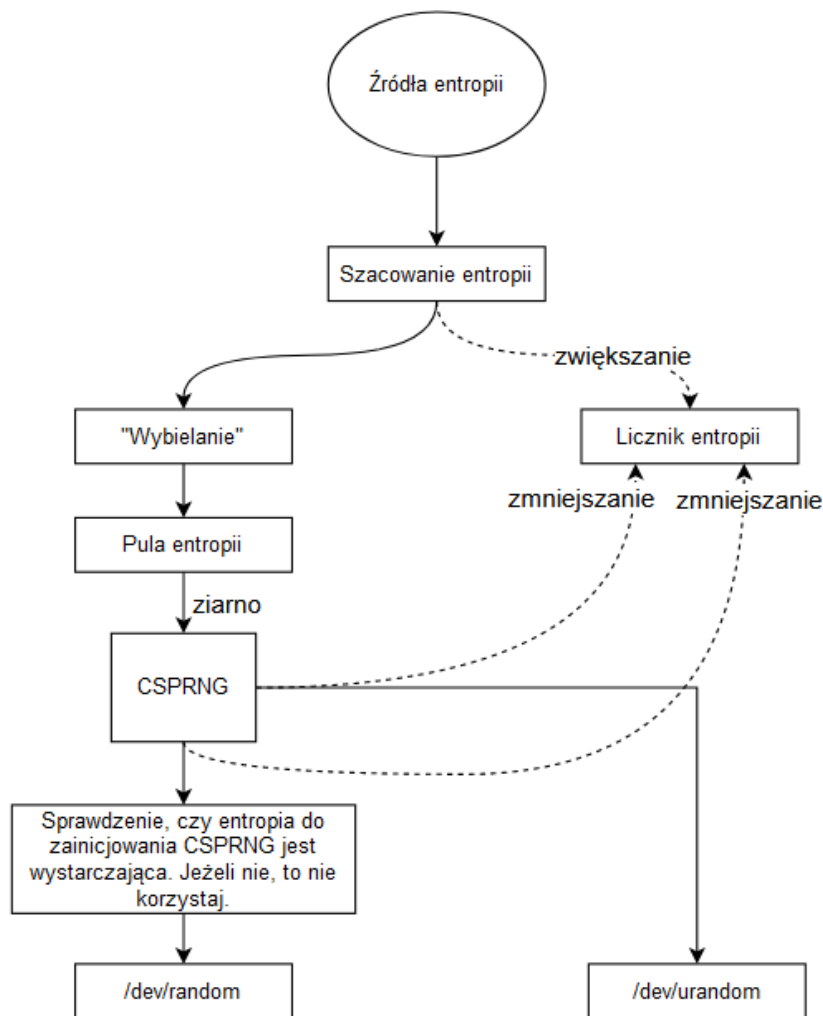 Źródła entropii
Szacowanie entropii
zwiększanie
"Wybielanie"
Licznik entropii
zmniejszanie
zmniejszanie
Pula entropii
ziarno
CSPRNG
Sprawdzenie, czy entropia do
zainicjowania CSPRNG jest
wystarczająca. Jeżeli nie, to nie
korzystaj.
/dev/random
/dev/urandom